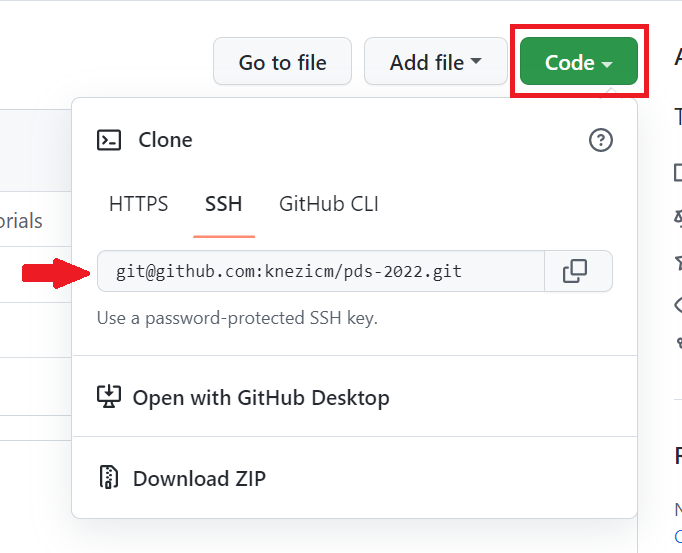 Go to file
Add file
Code
Clone
HTTPS
SSH
GitHub CLI
git@github.com:knezicm/pds-2022.git
Use a password-protected SSH key.
Open with GitHub Desktop
Download ZIP
orials